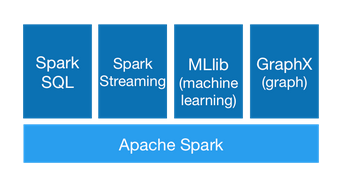 Spark
SQL
Spark
Streaming
MLlib
(machine
learning)
GraphX
(graph)
Apache Spark